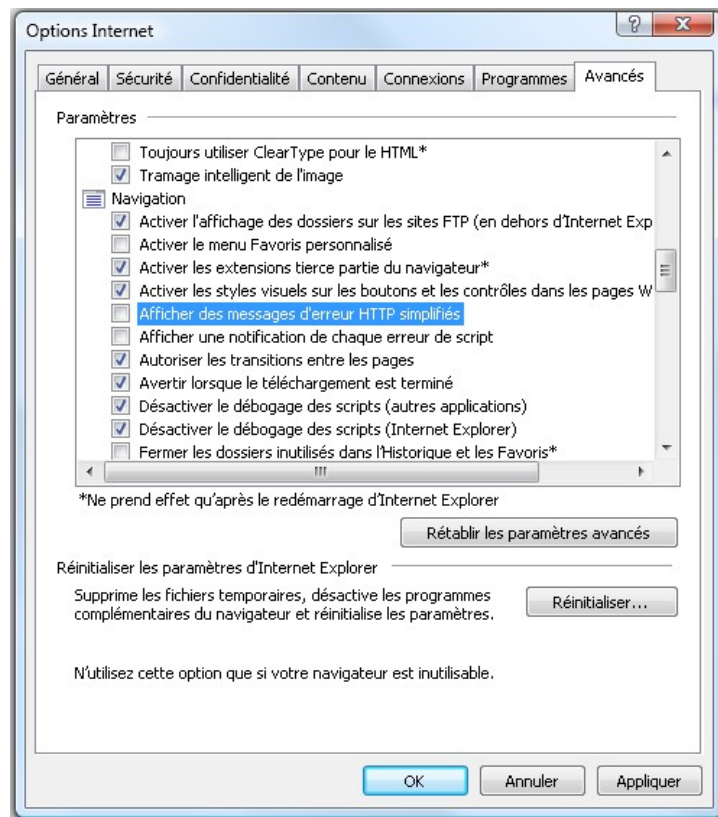 Options Internet
Général Sécurité Confidentialité Contenu Connexions Programmes Avancés
Paramètres
Toujours utiliser ClearType pour le HTML*
Tramage intelligent de l'image
Navigation
Activer l'affichage des dossiers sur les sites FTP (en dehors d'Internet Exp
Activer le menu Favoris personnalisé
Activer les extensions tierce partie du navigateur*
Activer les styles visuels sur les boutons et les contrôles dans les pages W
Afficher des messages d'erreur HTTP simplifiés
Afficher une notification de chaque erreur de script
Autoriser les transitions entre les pages
Avertir lorsque le téléchargement est terminé
Désactiver le débogage des scripts (autres applications)
Désactiver le débogage des scripts (Internet Explorer)
Fermer les dossiers inutilisés dans l'Historique et les Favoris*
*Ne prend effet qu'après le redémarrage d'Internet Explorer
Rétablir les paramètres avancés
Réinitialiser les paramètres d'Internet Explorer
Supprime les fichiers temporaires, désactive les programmes
complémentaires du navigateur et réinitialise les paramètres.
Réinitialiser...
N'utilisez cette option que si votre navigateur est inutilisable.
OK Annuler Appliquer